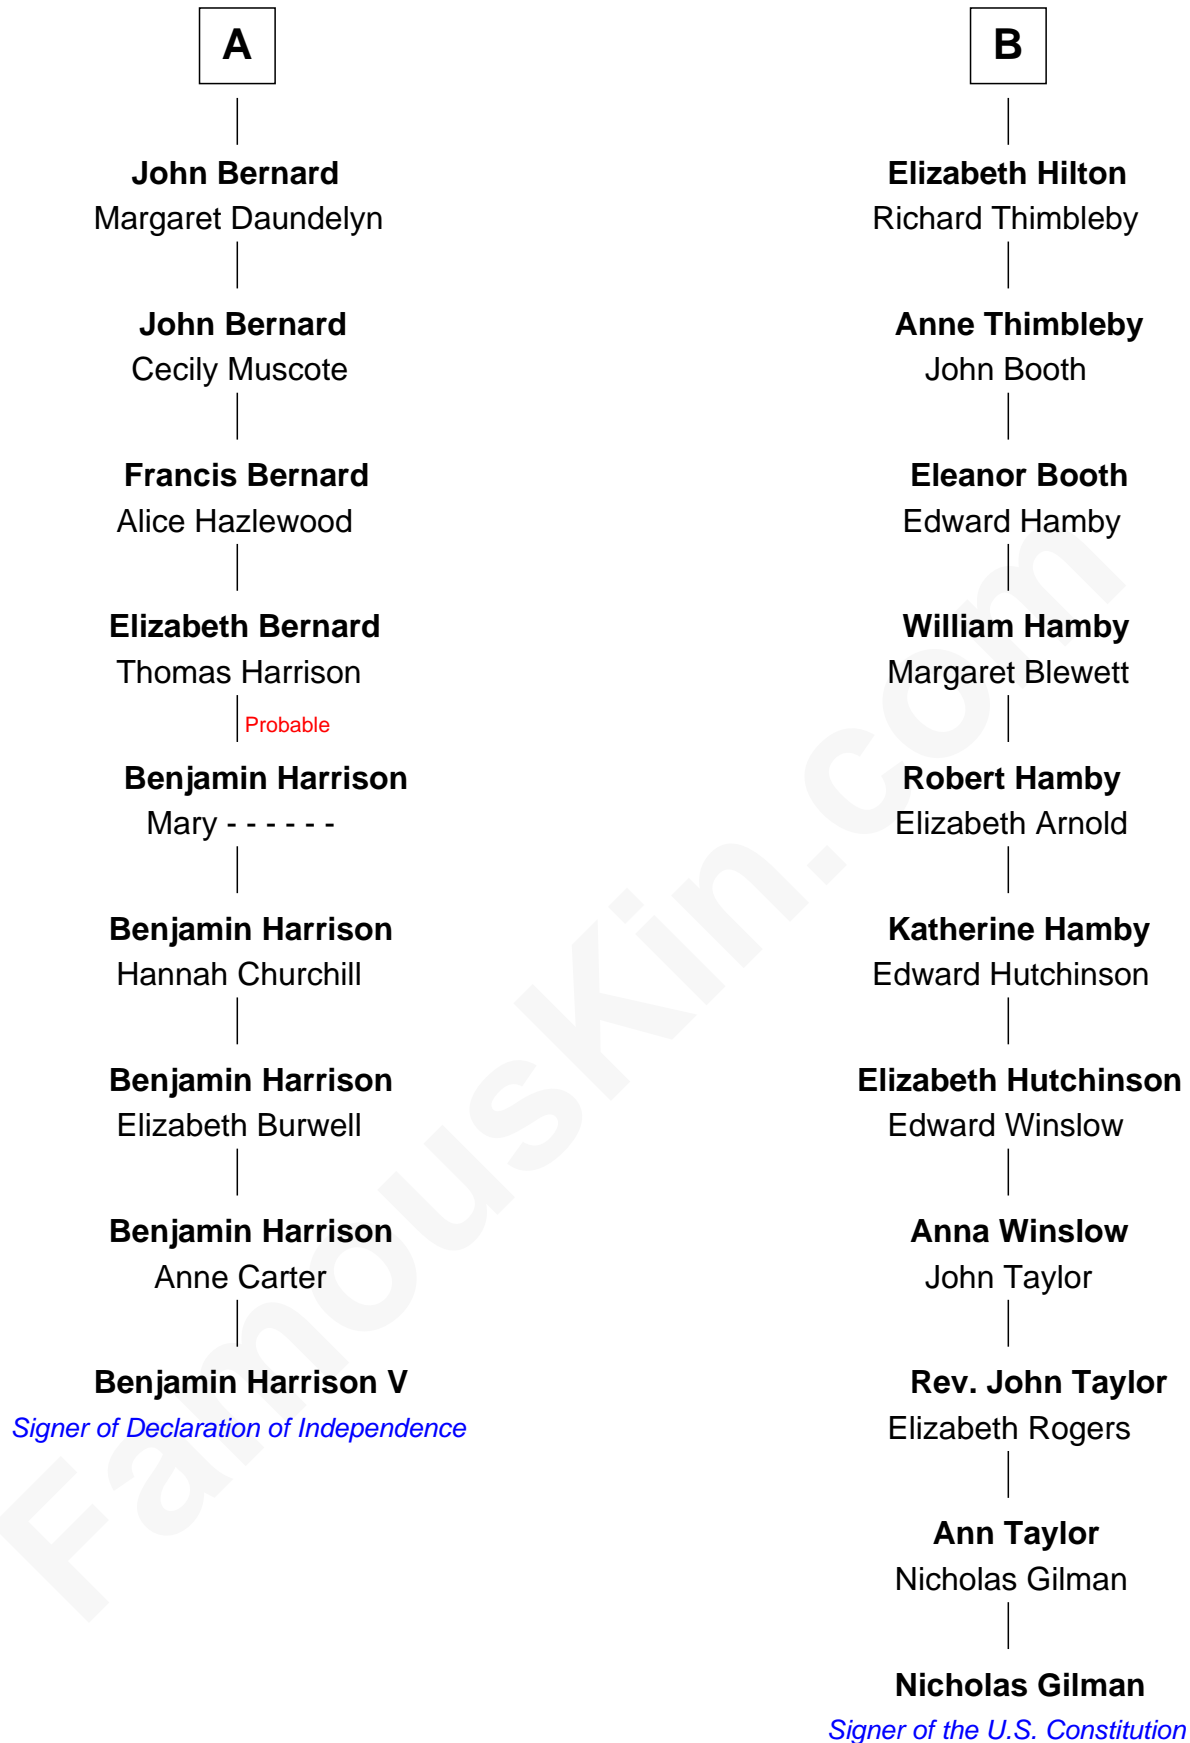 A
John Bernard
Margaret Daundelyn
John Bernard
Cecily Muscote
Francis Bernard
Alice Hazlewood
Elizabeth Bernard
Thomas Harrison
Probable
Benjamin Harrison
Mary - - - - - -
Benjamin Harrison
Hannah Churchill
Benjamin Harrison
Elizabeth Burwell
Benjamin Harrison
Anne Carter
Benjamin Harrison V
Signer of Declaration of Independence
B
Elizabeth Hilton
Richard Thimbleby
Anne Thimbleby
John Booth
Eleanor Booth
Edward Hamby
William Hamby
Margaret Blewett
Robert Hamby
Elizabeth Arnold
Katherine Hamby
Edward Hutchinson
Elizabeth Hutchinson
Edward Winslow
Anna Winslow
John Taylor
Rev. John Taylor
Elizabeth Rogers
Ann Taylor
Nicholas Gilman
Nicholas Gilman
Signer of the U.S. Constitution
FamousKin.com